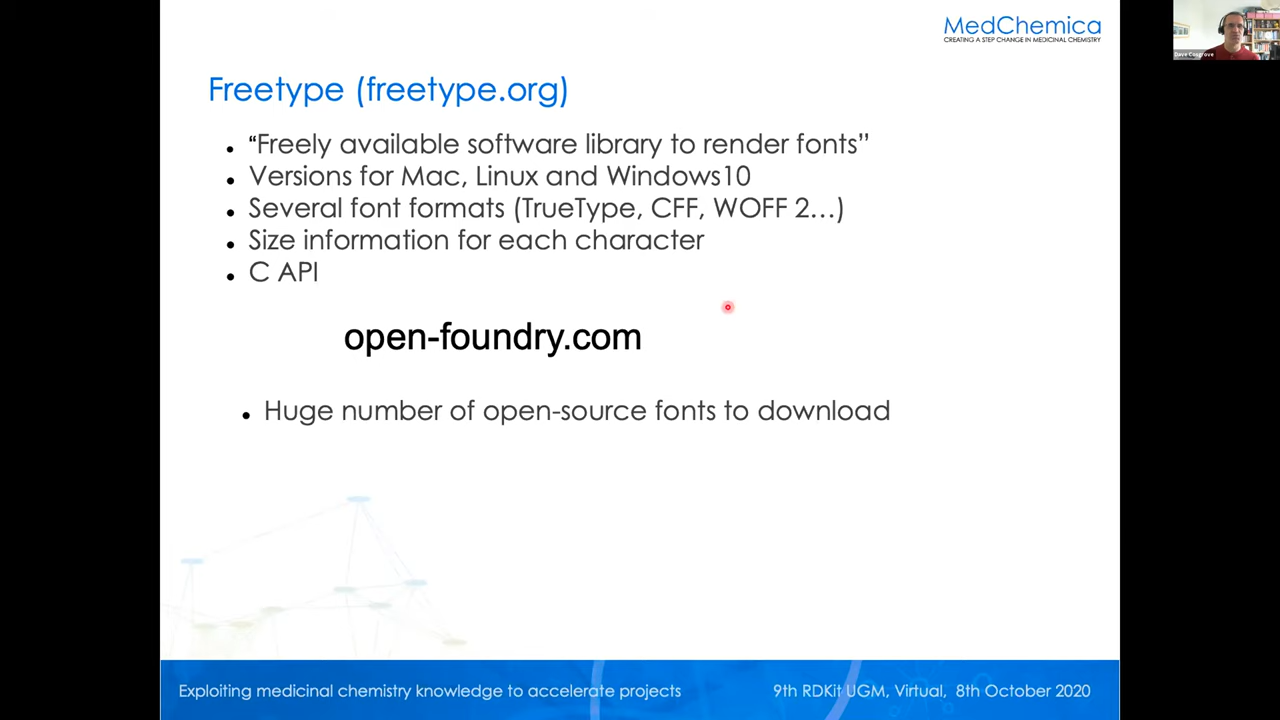 MedChemica
CREATING A STEP CHANGE IN MEDICINAL CHEMISTRY
Dave Cosgrove
Freetype (freetype.org)
• “Freely available software library to render fonts”
• Versions for Mac, Linux and Windows10
• Several font formats (TrueType, CFF, WOFF 2…)
• Size information for each character
• C API
open-foundry.com
• Huge number of open-source fonts to download
Exploiting medicinal chemistry knowledge to accelerate projects
9th RDKit UGM, Virtual, 8th October 2020